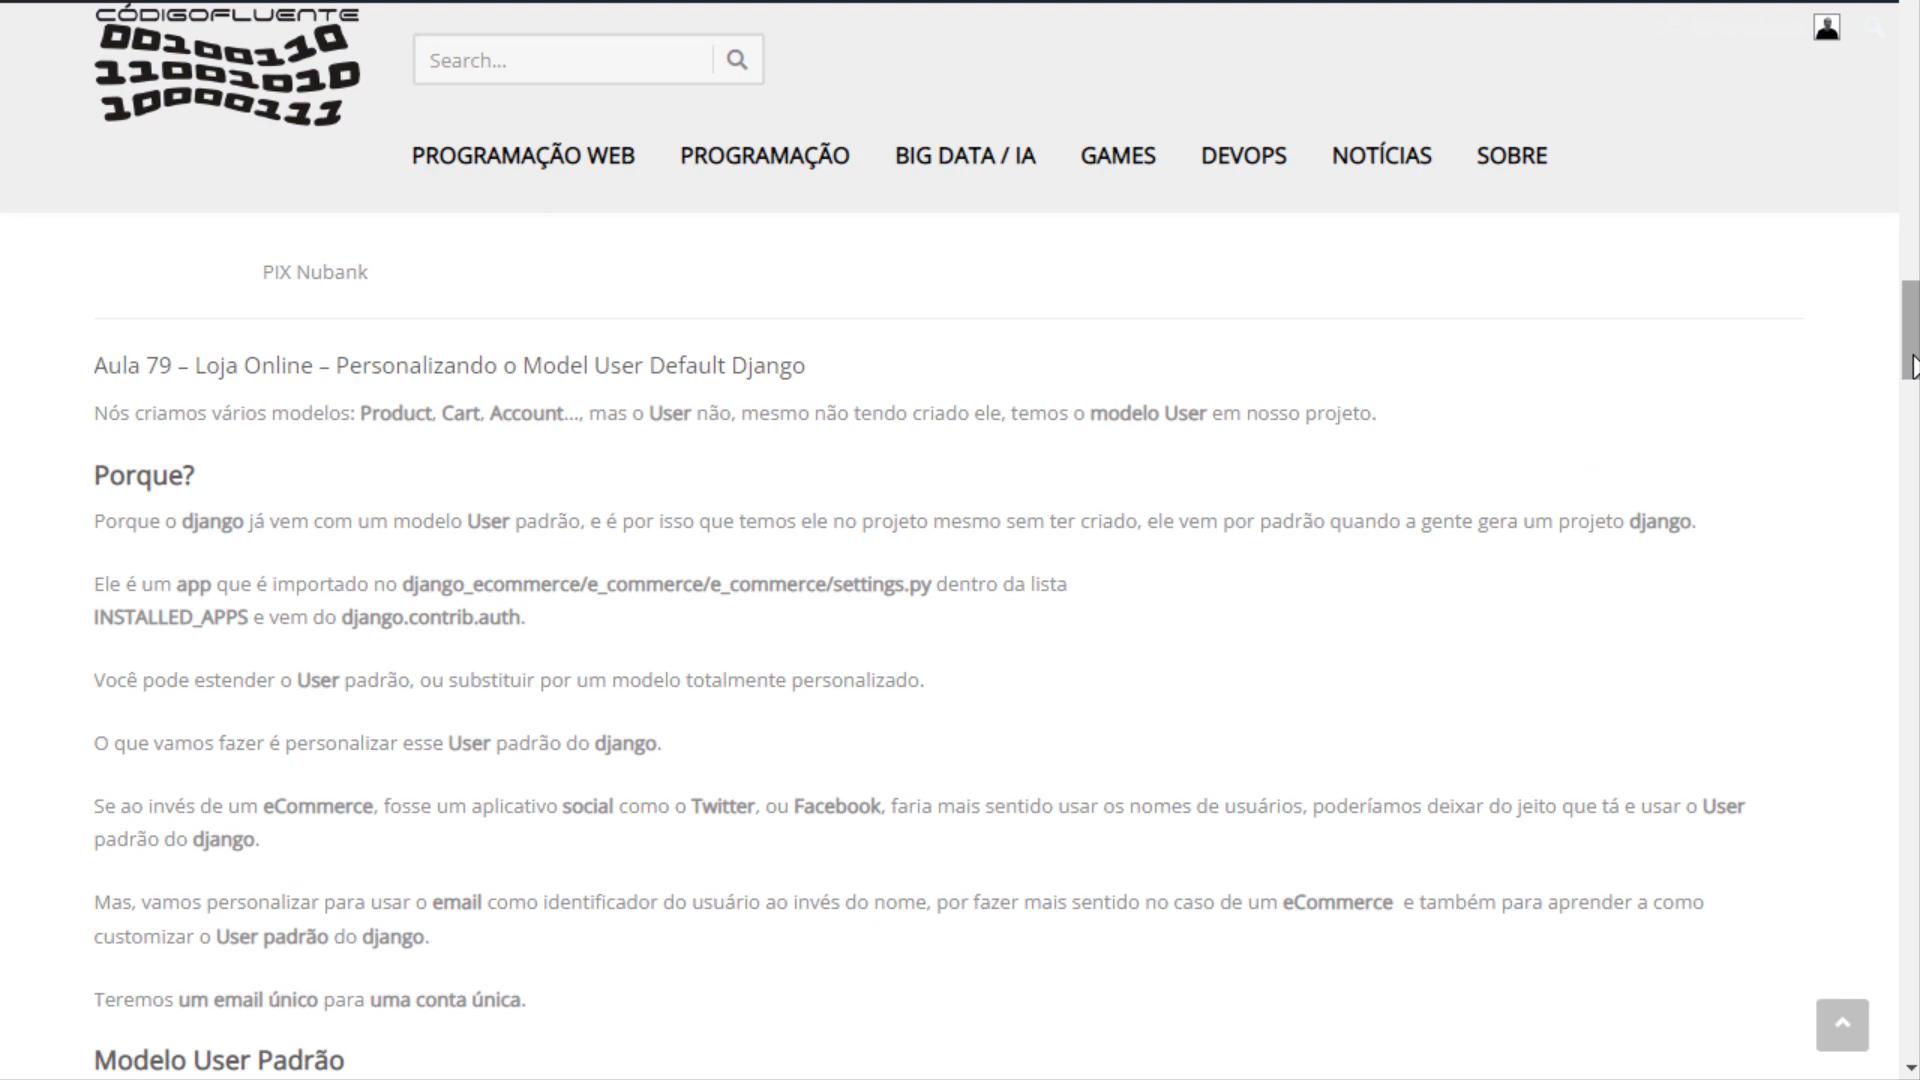 CÓDIGOFLUENTE
00100110
11001010
10000111
Search...
PROGRAMAÇÃO WEB PROGRAMAÇÃO BIG DATA / IA GAMES DEVOPS NOTÍCIAS SOBRE
PIX Nubank
Aula 79 – Loja Online – Personalizando o Model User Default Django
Nós criamos vários modelos: Product, Cart, Account..., mas o User não, mesmo não tendo criado ele, temos o modelo User em nosso projeto.
Porque?
Porque o django já vem com um modelo User padrão, e é por isso que temos ele no projeto mesmo sem ter criado, ele vem por padrão quando a gente gera um projeto django.
Ele é um app que é importado no django_ecommerce/e_commerce/e_commerce/settings.py dentro da lista
INSTALLED_APPS e vem do django.contrib.auth.
Você pode estender o User padrão, ou substituir por um modelo totalmente personalizado.
O que vamos fazer é personalizar esse User padrão do django.
Se ao invés de um eCommerce, fosse um aplicativo social como o Twitter, ou Facebook, faria mais sentido usar os nomes de usuários, poderíamos deixar do jeito que tá e usar o User
padrão do django.
Mas, vamos personalizar para usar o email como identificador do usuário ao invés do nome, por fazer mais sentido no caso de um eCommerce e também para aprender a como
customizar o User padrão do django.
Teremos um email único para uma conta única.
Modelo User Padrão